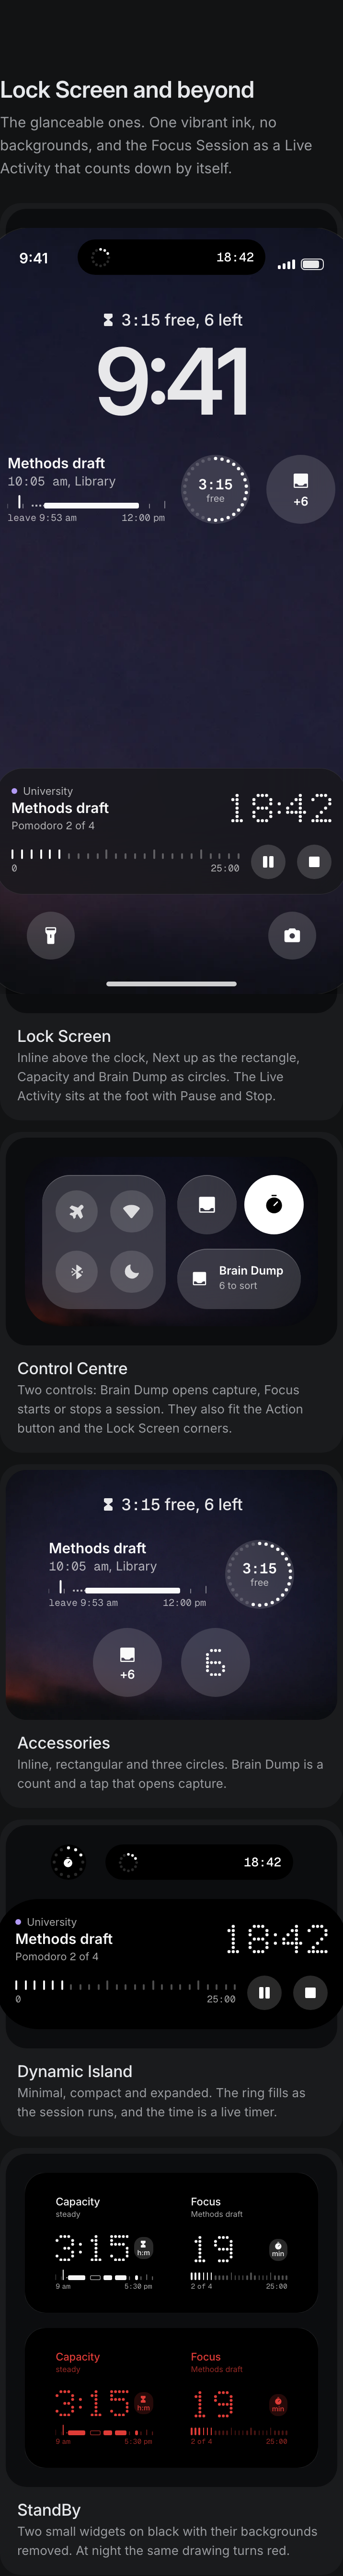 Lock Screen and beyond
The glanceable ones. One vibrant ink, no
backgrounds, and the Focus Session as a Live
Activity that counts down by itself.
9:41
18:42
3:15 free, 6 left
9:41
Methods draft
10:05 am, Library
leave 9:53 am
12:00 pm
3:15
free
+6
University
Methods draft
Pomodoro 2 of 4
18:42
0
25:00
Lock Screen
Inline above the clock, Next up as the rectangle,
Capacity and Brain Dump as circles. The Live
Activity sits at the foot with Pause and Stop.
Brain Dump
6 to sort
Control Centre
Two controls: Brain Dump opens capture, Focus
starts or stops a session. They also fit the Action
button and the Lock Screen corners.
3:15 free, 6 left
Methods draft
10:05 am, Library
leave 9:53 am
12:00 pm
3:15
free
+6
6
Accessories
Inline, rectangular and three circles. Brain Dump is a
count and a tap that opens capture.
18:42
University
Methods draft
Pomodoro 2 of 4
18:42
0
25:00
Dynamic Island
Minimal, compact and expanded. The ring fills as
the session runs, and the time is a live timer.
Capacity
steady
3:15
h:m
9 am
5:30 pm
Focus
Methods draft
19
min
2 of 4
25:00
Capacity
steady
3:15
h:m
9 am
5:30 pm
Focus
Methods draft
19
min
2 of 4
25:00
StandBy
Two small widgets on black with their backgrounds
removed. At night the same drawing turns red.